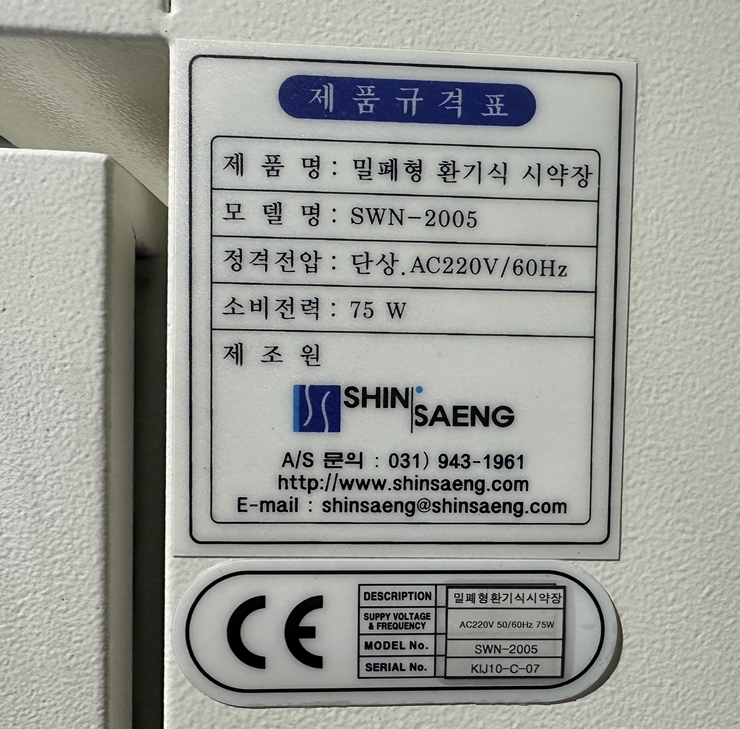 제품규격표
제 품 명 : 밀폐형 환기식 시약장
모 델 명 : SWN-2005
정격전압 : 단상. AC220V/60Hz
소비전력 : 75 W
제 조 원
SHIN SAENG
A/S 문의 : 031) 943-1961
http://www.shinsaeng.com
E-mail : shinsaeng@shinsaeng.com
CE
DESCRIPTION 밀폐형환기식시약장
SUPPY VOLTAGE & FREQUENCY AC220V 50/60Hz 75W
MODEL No. SWN-2005
SERIAL No. KIJ10-C-07